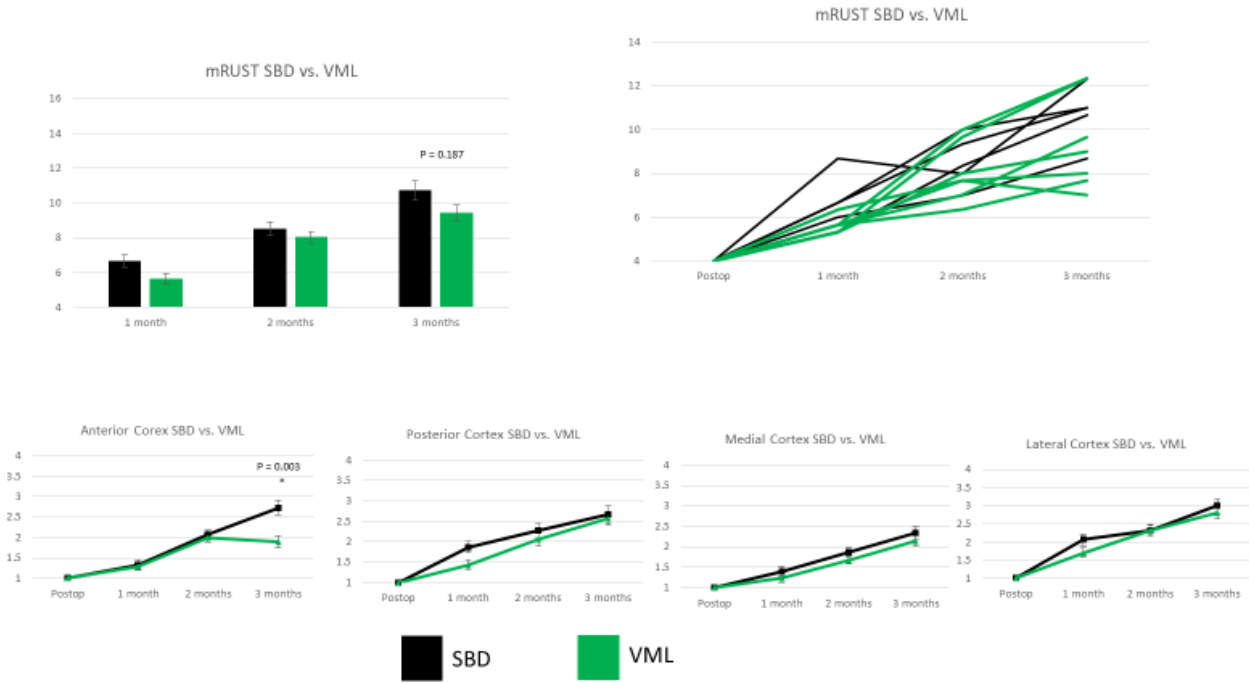 mRUST SBD vs. VML
16
14
12
10
8
6
4
P = 0.187
1 month
2 months
3 months
mRUST SBD vs. VML
14
12
10
8
6
4
Postop
1 month
2 months
3 months
Anterior Corex SBD vs. VML
4
3.5
3
2.5
2
1.5
1
P = 0.003
*
Postop
1 month
2 months
3 months
Posterior Cortex SBD vs. VML
4
3.5
3
2.5
2
1.5
1
Postop
1 month
2 months
3 months
Medial Cortex SBD vs. VML
4
3.5
3
2.5
2
1.5
1
Postop
1 month
2 months
3 months
Lateral Cortex SBD vs. VML
4
3.5
3
2.5
2
1.5
1
Postop
1 month
2 months
3 months
SBD
VML